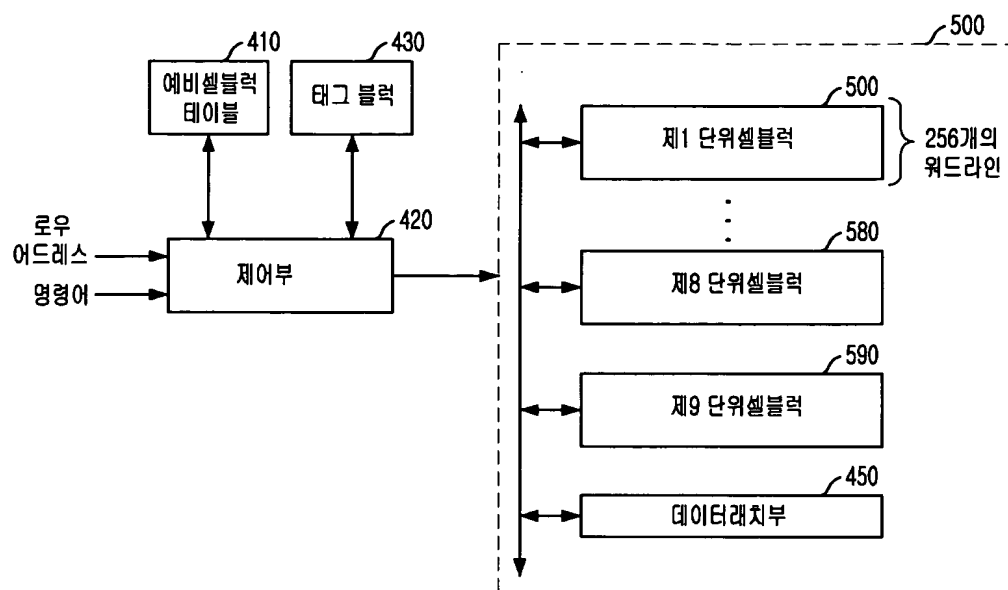 500
410
430
예비셀블럭
테이블
태그 블럭
500
제1 단위셀블럭
256개의
워드라인
로우
어드레스
명령어
420
제어부
580
제8 단위셀블럭
590
제9 단위셀블럭
450
데이터래치부